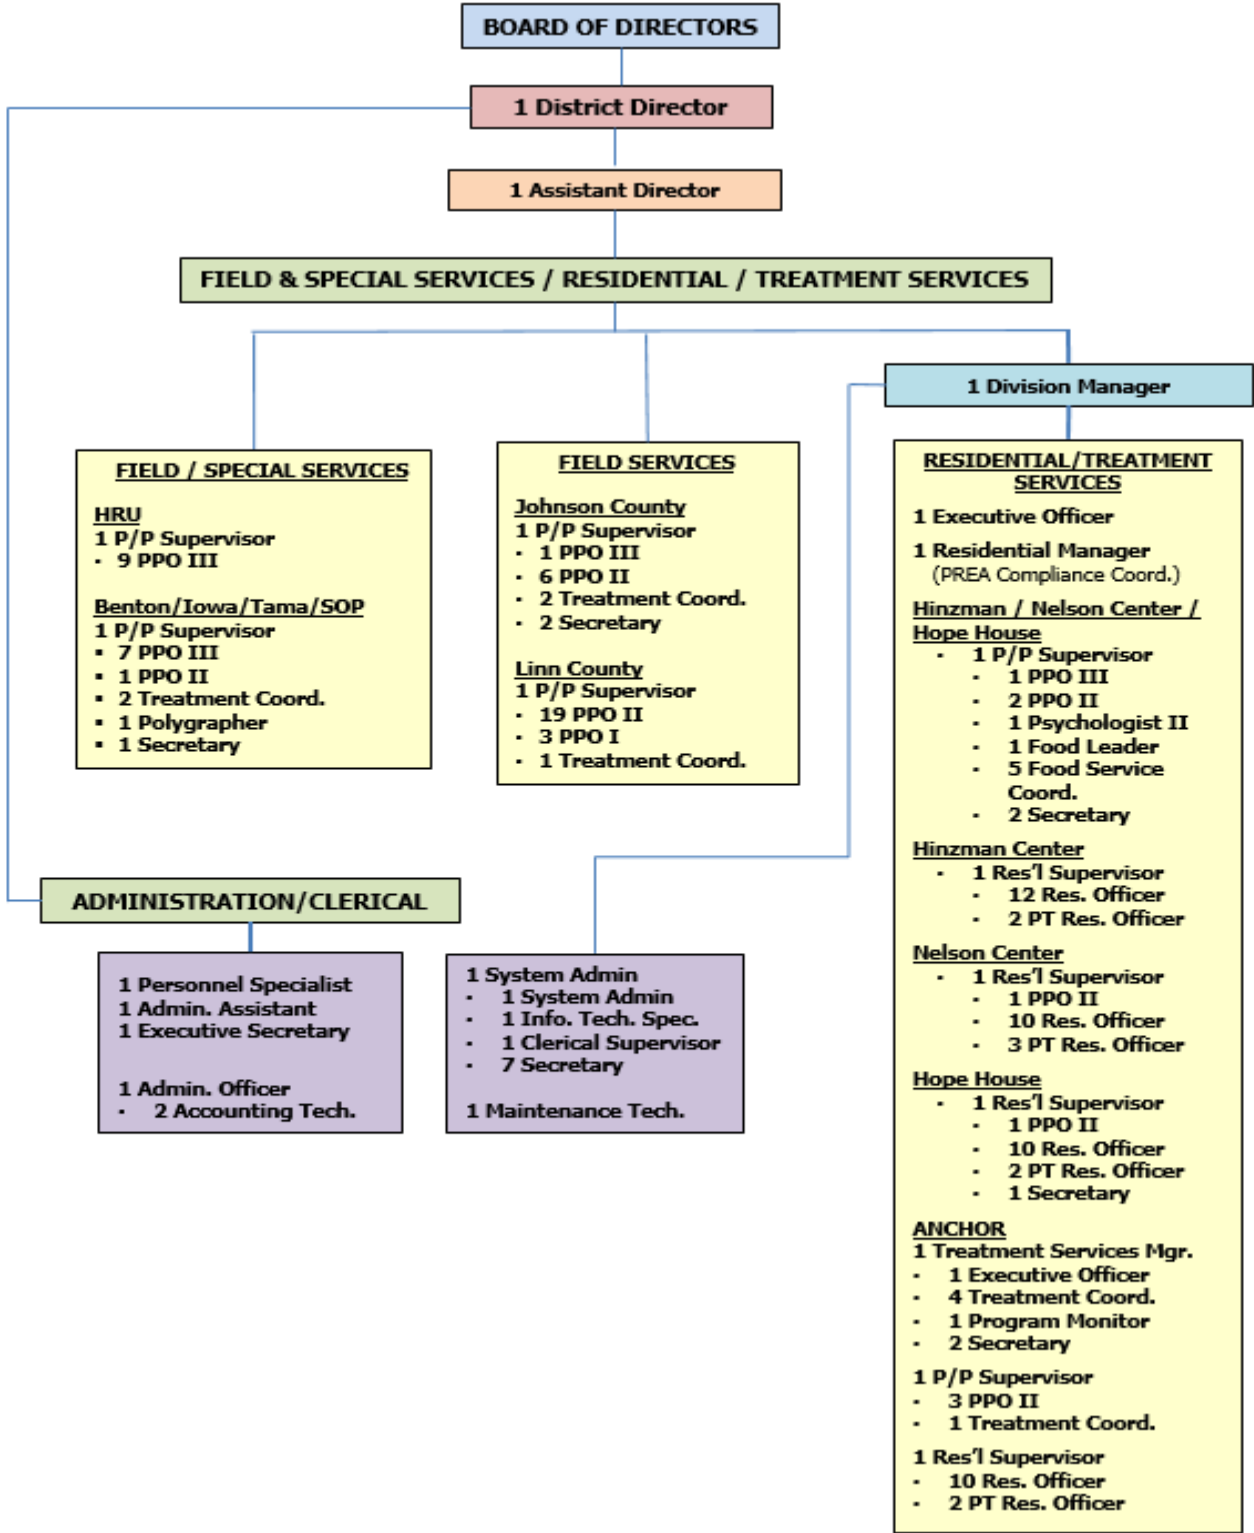 BOARD OF DIRECTORS
1 District Director
1 Assistant Director
FIELD & SPECIAL SERVICES / RESIDENTIAL / TREATMENT SERVICES
1 Division Manager
FIELD / SPECIAL SERVICES
HRU
1 P/P Supervisor
· 9 PPO III
Benton/Iowa/Tama/SOP
1 P/P Supervisor
▪ 7 PPO III
▪ 1 PPO II
▪ 2 Treatment Coord.
▪ 1 Polygrapher
▪ 1 Secretary
FIELD SERVICES
Johnson County
1 P/P Supervisor
· 1 PPO III
· 6 PPO II
· 2 Treatment Coord.
· 2 Secretary
Linn County
1 P/P Supervisor
· 19 PPO II
· 3 PPO I
· 1 Treatment Coord.
RESIDENTIAL/TREATMENT
SERVICES
1 Executive Officer
1 Residential Manager
(PREA Compliance Coord.)
Hinzman / Nelson Center /
Hope House
· 1 P/P Supervisor
· 1 PPO III
· 2 PPO II
· 1 Psychologist II
· 1 Food Leader
· 5 Food Service
Coord.
· 2 Secretary
Hinzman Center
· 1 Res'l Supervisor
· 12 Res. Officer
· 2 PT Res. Officer
Nelson Center
· 1 Res'l Supervisor
· 1 PPO II
· 10 Res. Officer
· 3 PT Res. Officer
Hope House
· 1 Res'l Supervisor
· 1 PPO II
· 10 Res. Officer
· 2 PT Res. Officer
· 1 Secretary
ANCHOR
1 Treatment Services Mgr.
· 1 Executive Officer
· 4 Treatment Coord.
· 1 Program Monitor
· 2 Secretary
1 P/P Supervisor
· 3 PPO II
· 1 Treatment Coord.
1 Res'l Supervisor
· 10 Res. Officer
· 2 PT Res. Officer
ADMINISTRATION/CLERICAL
1 Personnel Specialist
1 Admin. Assistant
1 Executive Secretary
1 Admin. Officer
· 2 Accounting Tech.
1 System Admin
· 1 System Admin
· 1 Info. Tech. Spec.
· 1 Clerical Supervisor
· 7 Secretary
1 Maintenance Tech.